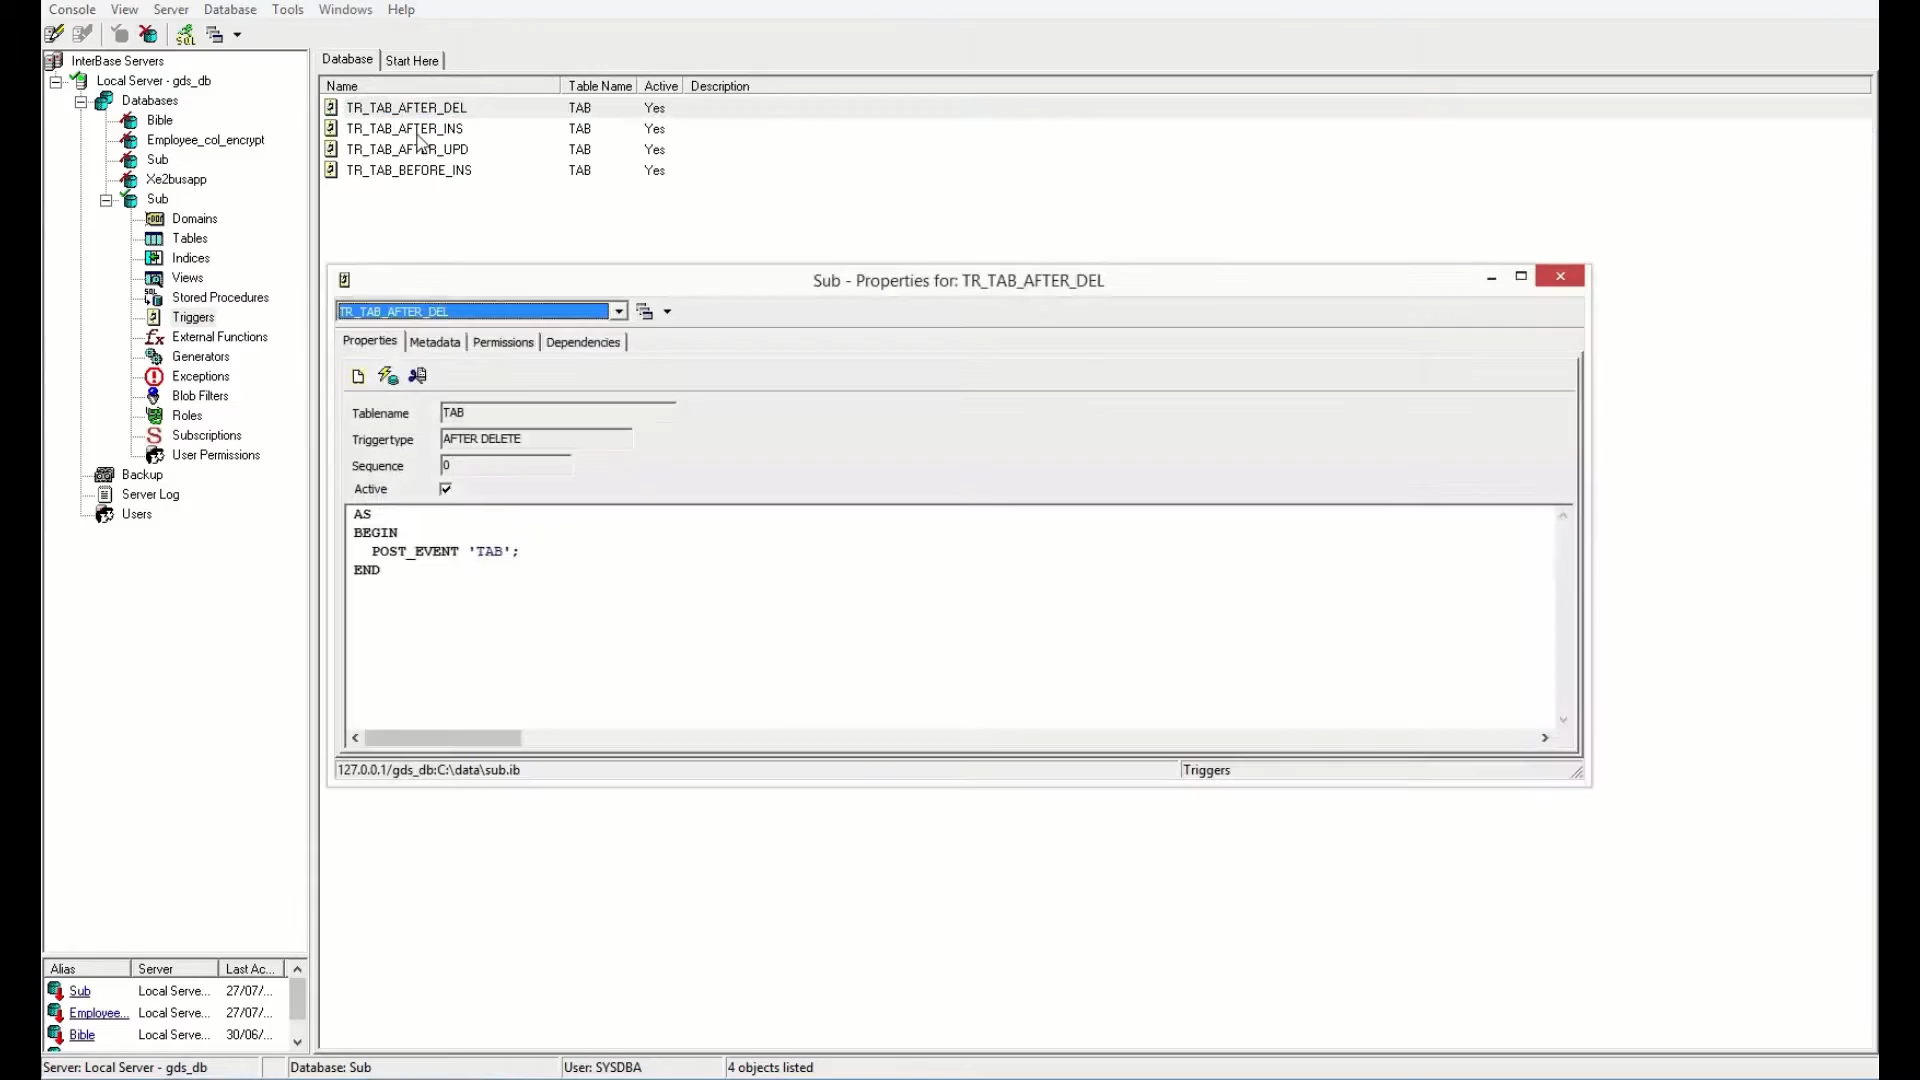 Console View Server Database Tools Windows Help
SQL
InterBase Servers
Local Server - gds_db
Databases
Bible
Employee_col_encrypt
Sub
Xe2busapp
Sub
Domains
Tables
Indices
Views
Stored Procedures
Triggers
External Functions
Generators
Exceptions
Blob Filters
Roles
Subscriptions
User Permissions
Backup
Server Log
Users
Database Start Here
Name Table Name Active Description
TR_TAB_AFTER_DEL TAB Yes
TR_TAB_AFTER_INS TAB Yes
TR_TAB_AFTER_UPD TAB Yes
TR_TAB_BEFORE_INS TAB Yes
Sub - Properties for: TR_TAB_AFTER_DEL
TR_TAB_AFTER_DEL
Properties Metadata Permissions Dependencies
Tablename TAB
Triggertype AFTER DELETE
Sequence 0
Active
AS
BEGIN
POST_EVENT 'TAB';
END
127.0.0.1/gds_db:C:\data\sub.ib Triggers
Alias Server Last Ac...
Sub Local Serve... 27/07/...
Employee... Local Serve... 27/07/...
Bible Local Serve... 30/06/...
Server: Local Server - gds_db Database: Sub User: SYSDBA 4 objects listed